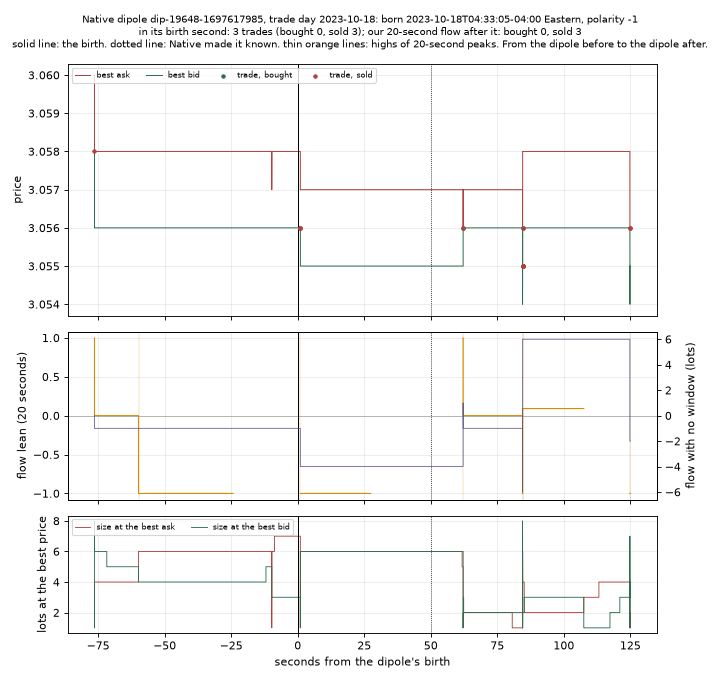 Native dipole dip-19648-1697617985, trade day 2023-10-18: born 2023-10-18T04:33:05-04:00 Eastern, polarity -1
in its birth second: 3 trades (bought 0, sold 3); our 20-second flow after it: bought 0, sold 3
solid line: the birth. dotted line: Native made it known. thin orange lines: highs of 20-second peaks. From the dipole before to the dipole after.
best ask best bid trade, bought trade, sold
3.060
3.059
3.058
3.057
3.056
3.055
3.054
price
1.0
0.5
0.0
−0.5
−1.0
flow lean (20 seconds)
6
4
2
0
−2
−4
−6
flow with no window (lots)
size at the best ask size at the best bid
8
6
4
2
lots at the best price
−75 −50 −25 0 25 50 75 100 125
seconds from the dipole's birth